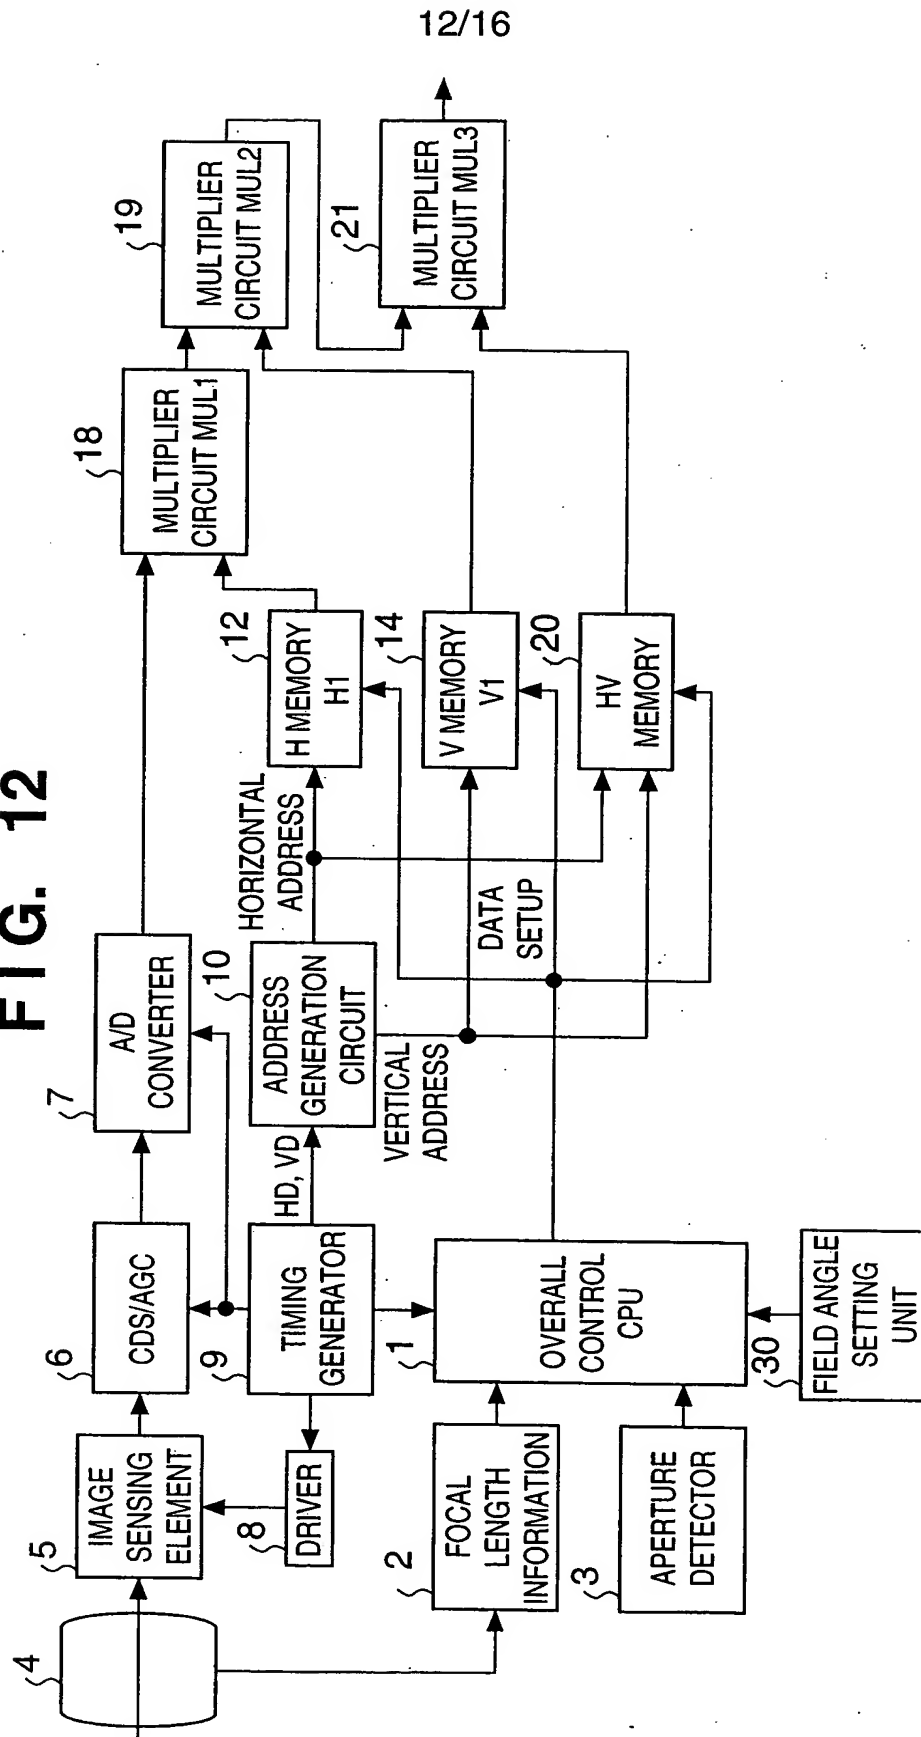 12/16
FIG. 12
4
5
IMAGE
SENSING
ELEMENT
6
CDS/AGC
7
A/D
CONVERTER
18
MULTIPLIER
CIRCUIT MUL1
19
MULTIPLIER
CIRCUIT MUL2
21
MULTIPLIER
CIRCUIT MUL3
8
DRIVER
9
TIMING
GENERATOR
HD, VD
10
ADDRESS
GENERATION
CIRCUIT
HORIZONTAL
ADDRESS
VERTICAL
ADDRESS
12
H MEMORY
H1
14
V MEMORY
V1
20
HV
MEMORY
DATA
SETUP
2
FOCAL
LENGTH
INFORMATION
1
OVERALL
CONTROL
CPU
3
APERTURE
DETECTOR
30
FIELD ANGLE
SETTING
UNIT